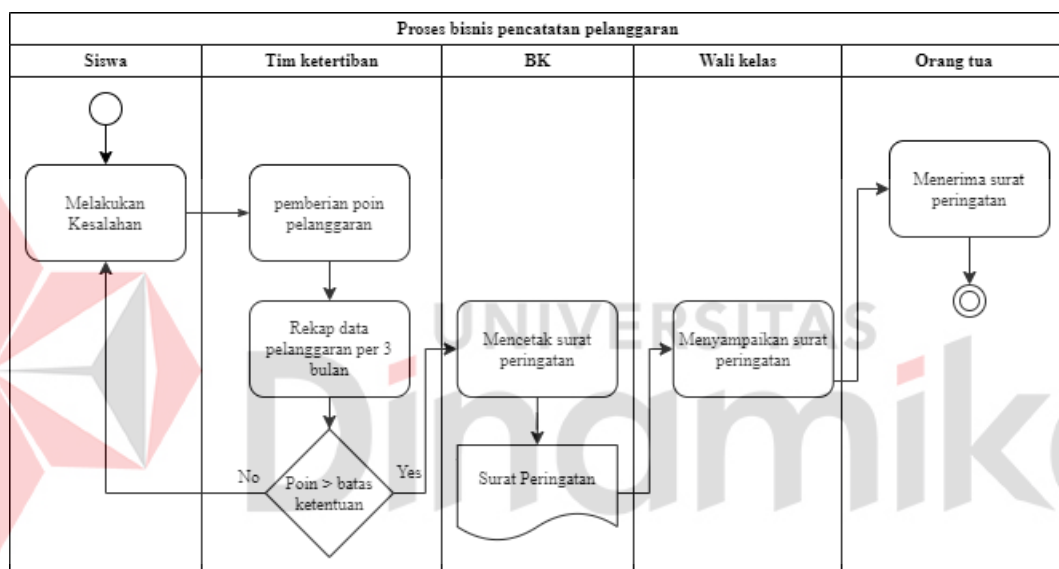 Proses bisnis pencatatan pelanggaran
Siswa
Tim ketertiban
BK
Wali kelas
Orang tua
Melakukan
Kesalahan
pemberian poin
pelanggaran
Menerima surat
peringatan
Rekap data
pelanggaran per 3
bulan
Mencetak surat
peringatan
Menyampaikan surat
peringatan
No
Poin > batas
ketentuan
Yes
Surat Peringatan
UNIVERSITAS
Dinamika